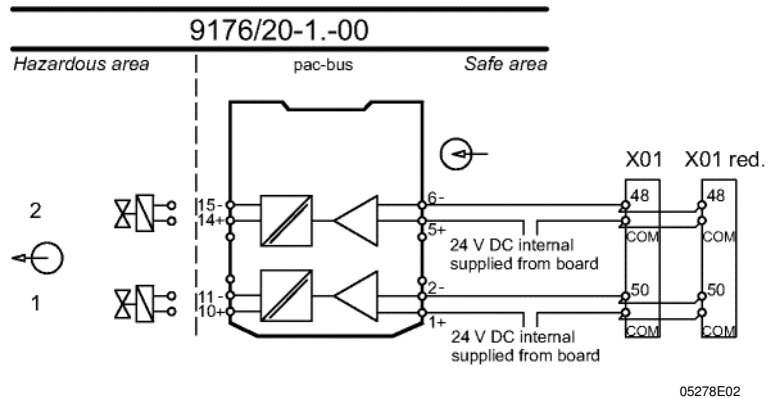 9176/20-1.-00
Hazardous area pac-bus Safe area
X01 X01 red.
2 15- 6- 48 48
14+ 5+ COM COM
24 V DC internal
supplied from board
1 11- 2- 50 50
10+ 1+ COM COM
24 V DC internal
supplied from board
05278E02